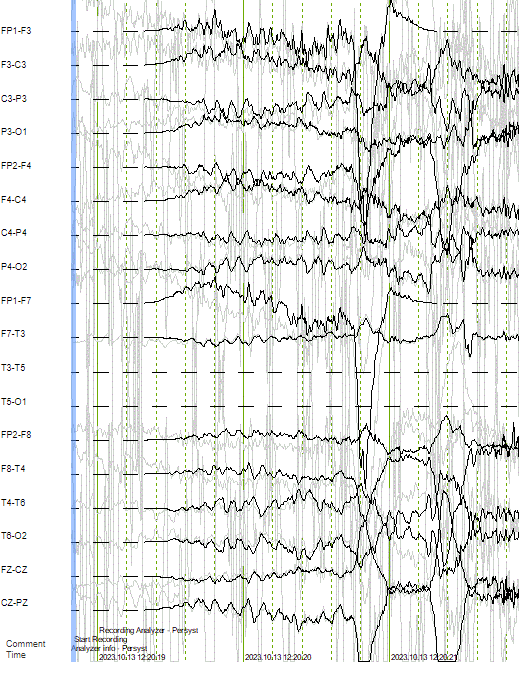 FP1-F3
F3-C3
C3-P3
P3-O1
FP2-F4
F4-C4
C4-P4
P4-O2
FP1-F7
F7-T3
T3-T5
T5-O1
FP2-F8
F8-T4
T4-T6
T6-O2
FZ-CZ
CZ-PZ
Recording Analyzer - Persyst
Start Recording
Comment
Analyzer info - Persyst
Time
2023.10.13 12:20:19
2023.10.13 12:20:20
2023.10.13 12:20:21